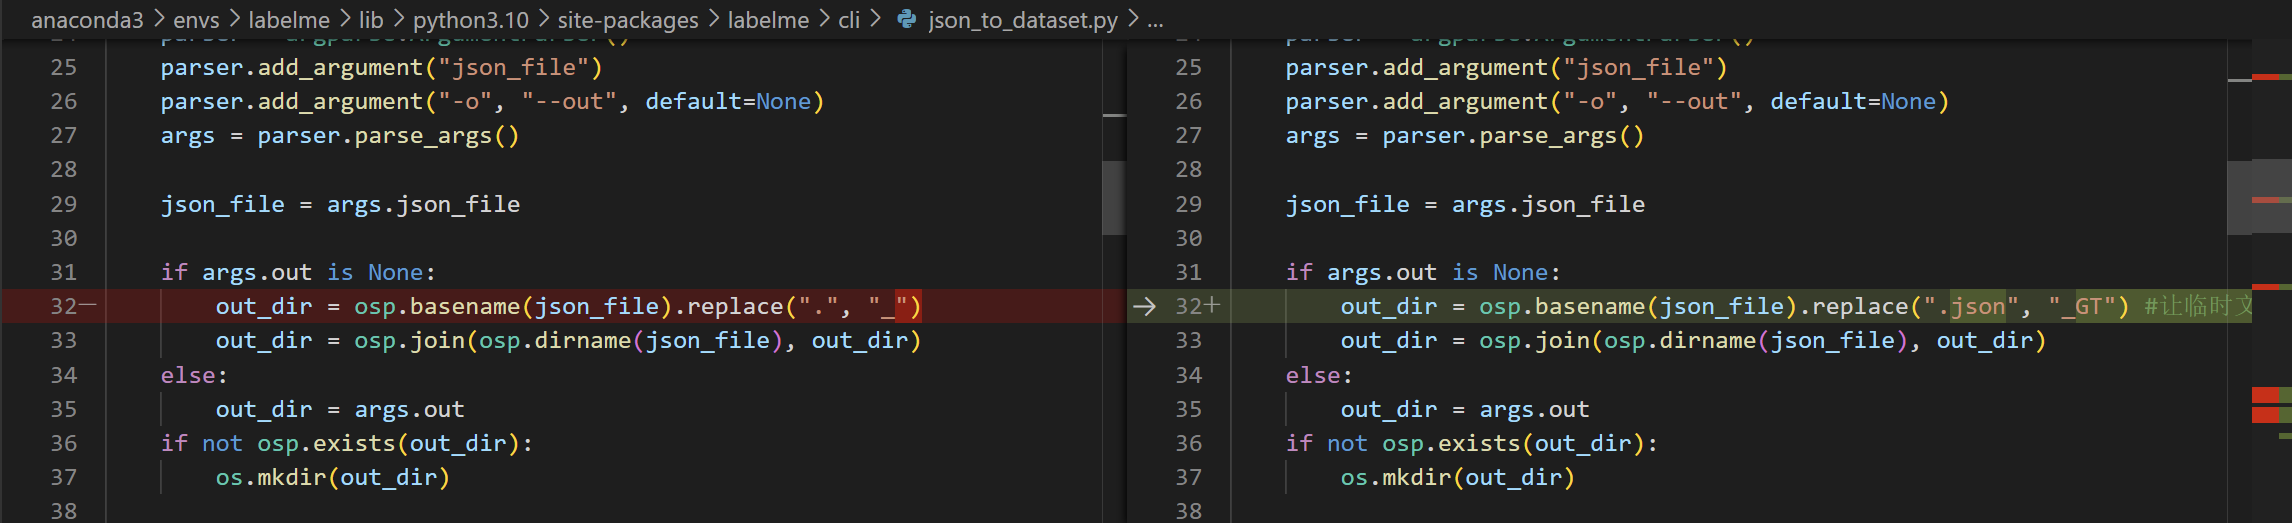 anaconda3 > envs > labelme > lib > python3.10 > site-packages > labelme > cli > json_to_dataset.py > ...
24 parser = argparse.ArgumentParser()
25 parser.add_argument("json_file")
26 parser.add_argument("-o", "--out", default=None)
27 args = parser.parse_args()
28
29 json_file = args.json_file
30
31 if args.out is None:
32— out_dir = osp.basename(json_file).replace(".", "_")
33 out_dir = osp.join(osp.dirname(json_file), out_dir)
34 else:
35 out_dir = args.out
36 if not osp.exists(out_dir):
37 os.mkdir(out_dir)
38
24 parser = argparse.ArgumentParser()
25 parser.add_argument("json_file")
26 parser.add_argument("-o", "--out", default=None)
27 args = parser.parse_args()
28
29 json_file = args.json_file
30
31 if args.out is None:
→ 32+ out_dir = osp.basename(json_file).replace(".json", "_GT") #让临时文
33 out_dir = osp.join(osp.dirname(json_file), out_dir)
34 else:
35 out_dir = args.out
36 if not osp.exists(out_dir):
37 os.mkdir(out_dir)
38